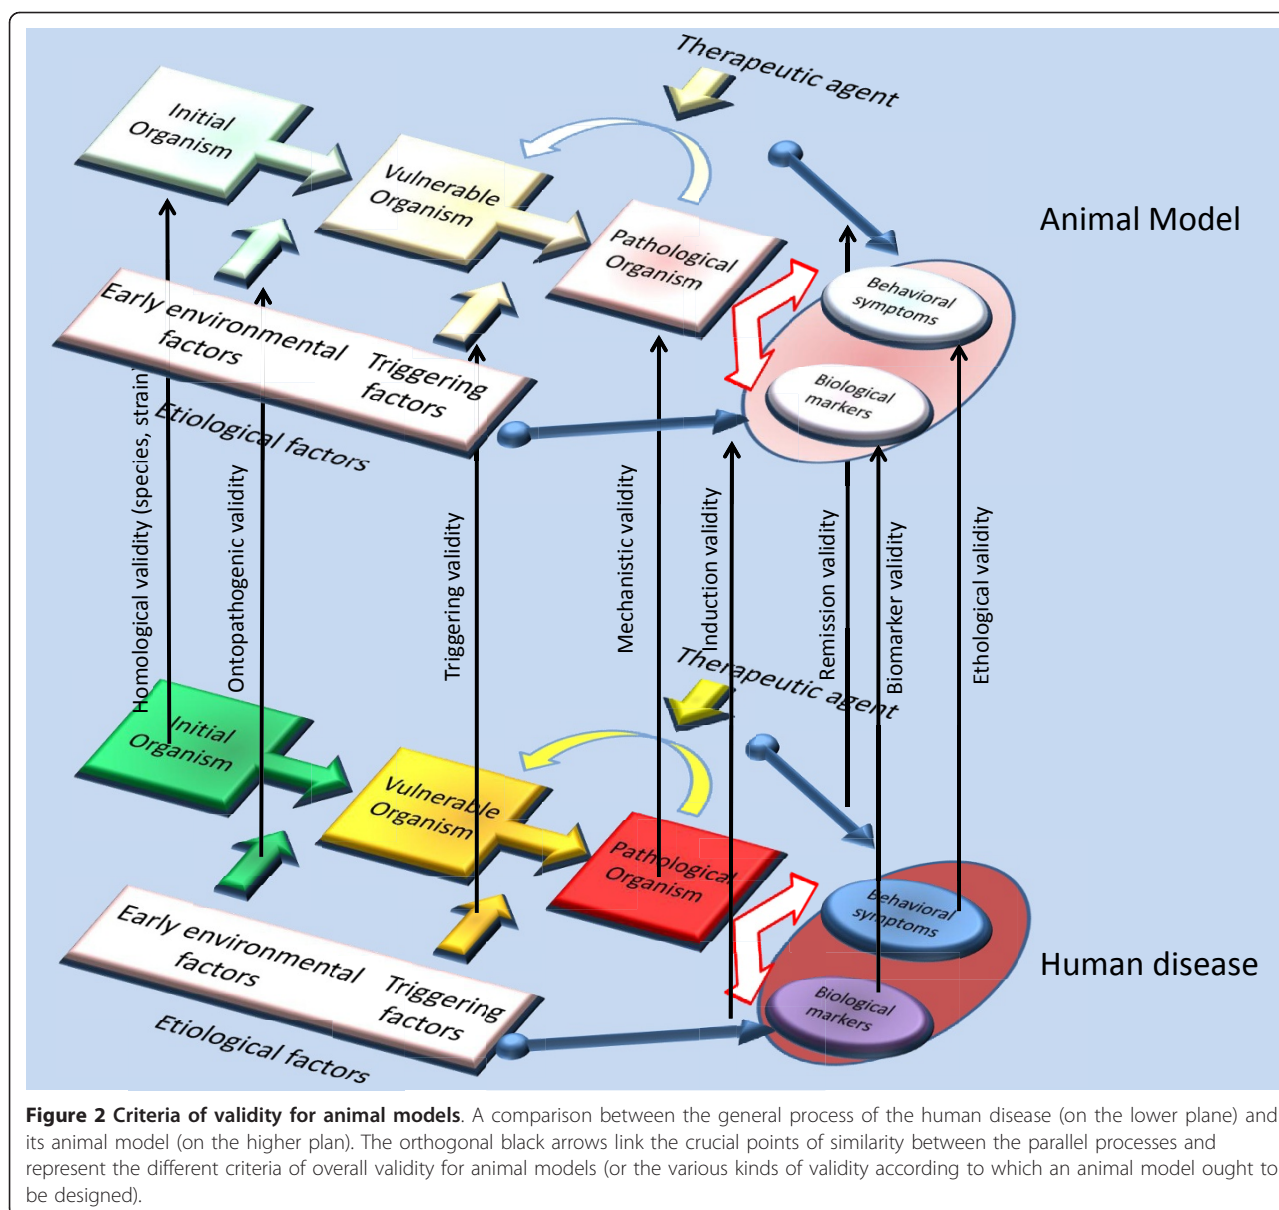 Therapeutic agent
Initial
Organism
Vulnerable
Organism
Pathological
Organism
Animal Model
Behavioral
symptoms
Early environmental
factors
Triggering
factors
Biological
markers
Etiological factors
Homological validity (species, strain)
Ontopathogenic validity
Triggering validity
Mechanistic validity
Induction validity
Remission validity
Biomarker validity
Ethological validity
Therapeutic agent
Initial
Organism
Vulnerable
Organism
Pathological
Organism
Behavioral
symptoms
Human disease
Early environmental
factors
Triggering
factors
Biological
markers
Etiological factors
Figure 2 Criteria of validity for animal models. A comparison between the general process of the human disease (on the lower plane) and
its animal model (on the higher plan). The orthogonal black arrows link the crucial points of similarity between the parallel processes and
represent the different criteria of overall validity for animal models (or the various kinds of validity according to which an animal model ought to
be designed).